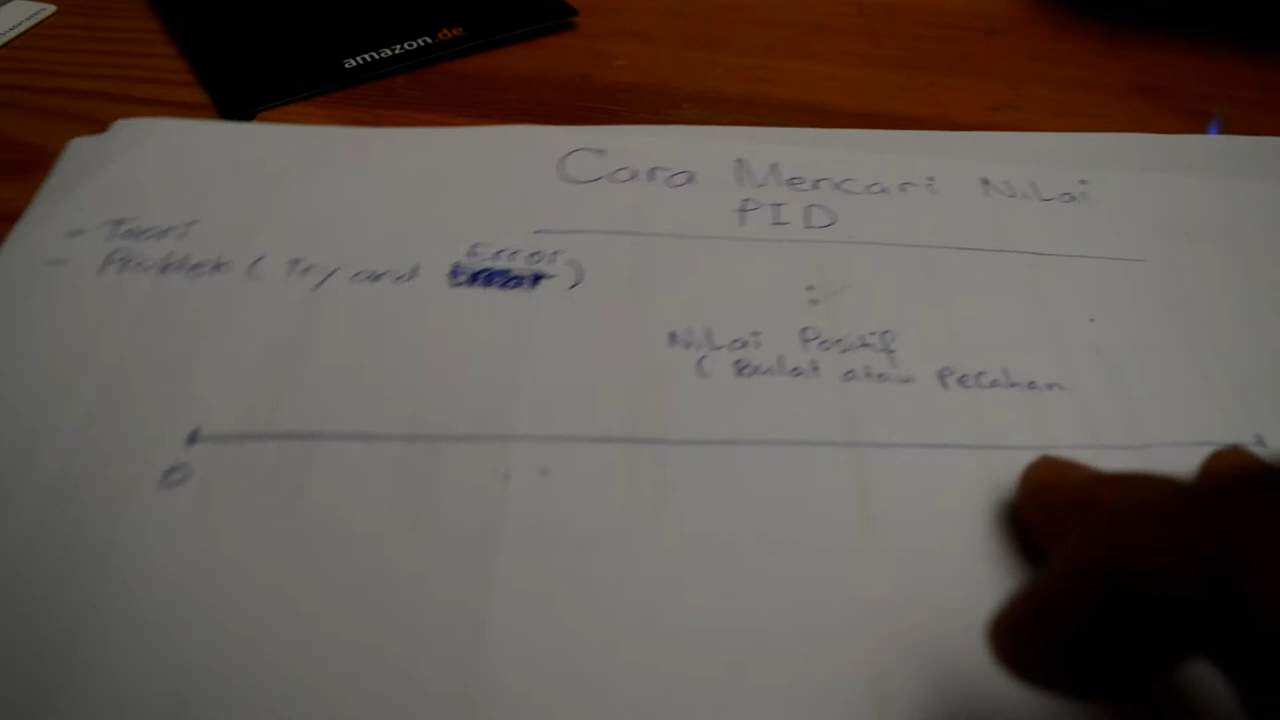 amazon.de
Cara Mencari NiLai
PID
- Teori
- Praktek (Try and Error)
:
NiLai Positif
( Bulat atau Pecahan
0